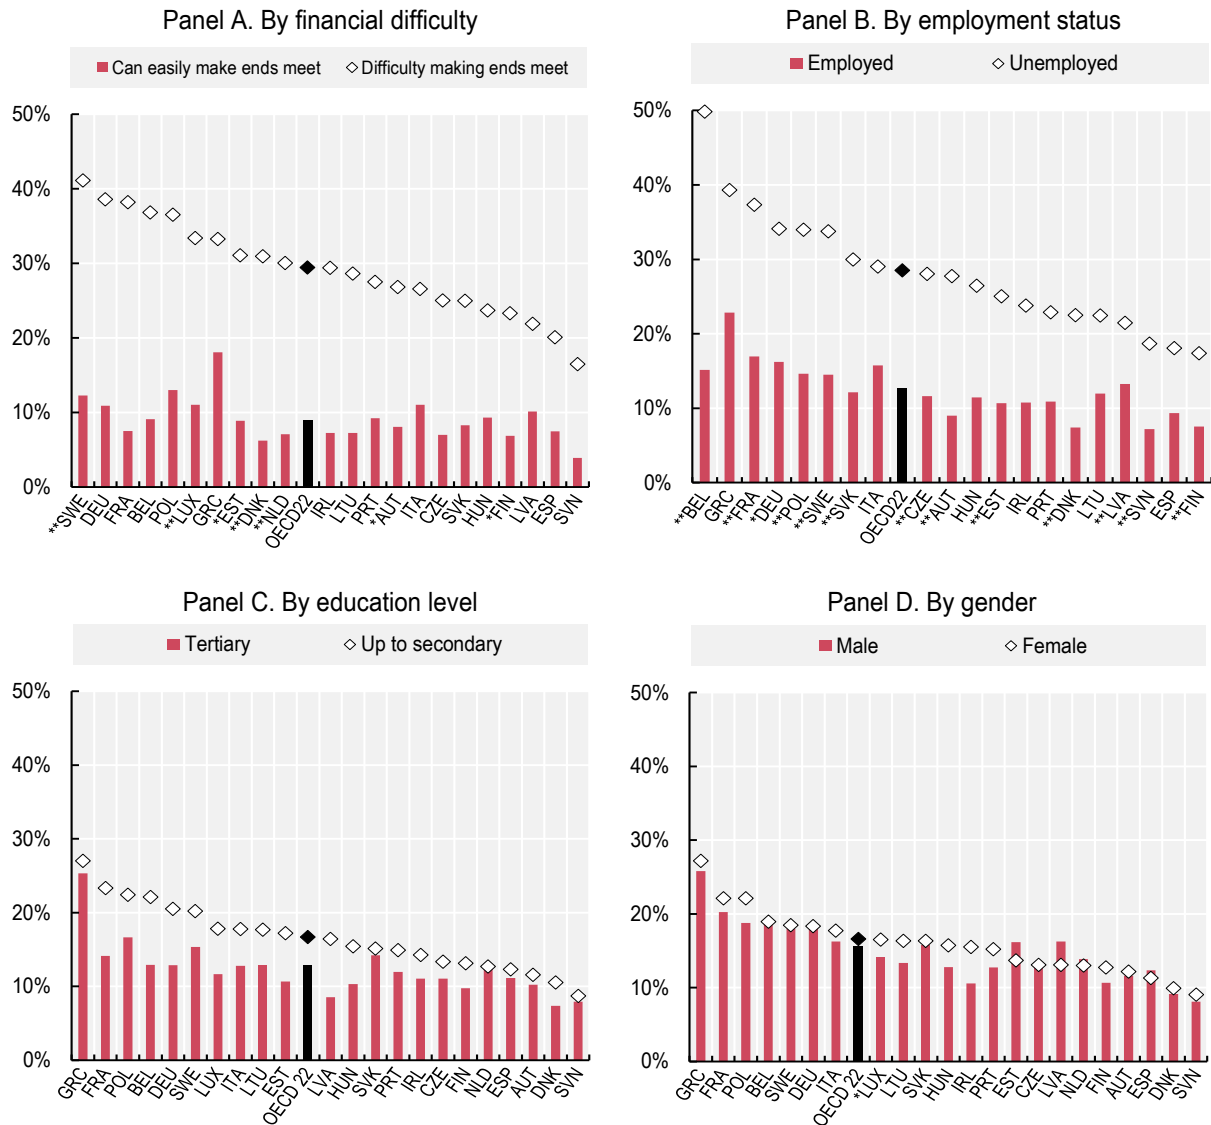 Panel A. By financial difficulty
Can easily make ends meet
Difficulty making ends meet
50%
40%
30%
20%
10%
0%
**SWE
DEU
FRA
BEL
POL
**LUX
GRC
*EST
**DNK
**NLD
OECD22
IRL
LTU
PRT
*AUT
ITA
CZE
SVK
HUN
*FIN
LVA
ESP
SVN
Panel B. By employment status
Employed
Unemployed
50%
40%
30%
20%
10%
0%
**BEL
GRC
**FRA
*DEU
**POL
**SWE
**SVK
ITA
OECD22
**CZE
**AUT
HUN
**EST
IRL
PRT
**DNK
LTU
**LVA
**SVN
ESP
**FIN
Panel C. By education level
Tertiary
Up to secondary
50%
40%
30%
20%
10%
0%
GRC
FRA
POL
BEL
DEU
SWE
LUX
ITA
LTU
EST
OECD 22
LVA
HUN
SVK
PRT
IRL
CZE
FIN
NLD
ESP
AUT
DNK
SVN
Panel D. By gender
Male
Female
50%
40%
30%
20%
10%
0%
GRC
FRA
POL
BEL
SWE
DEU
ITA
OECD 22
*LUX
LTU
SVK
HUN
IRL
PRT
EST
CZE
LVA
NLD
FIN
AUT
ESP
DNK
SVN